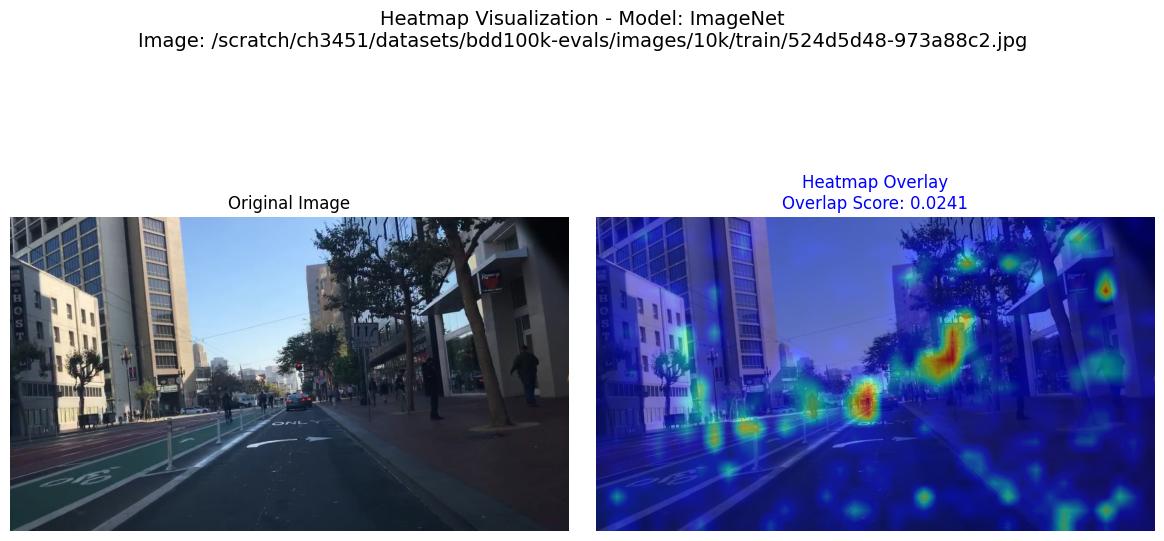 Heatmap Visualization - Model: ImageNet
Image: /scratch/ch3451/datasets/bdd100k-evals/images/10k/train/524d5d48-973a88c2.jpg
Original Image
Heatmap Overlay
Overlap Score: 0.0241
HOST
ONLY